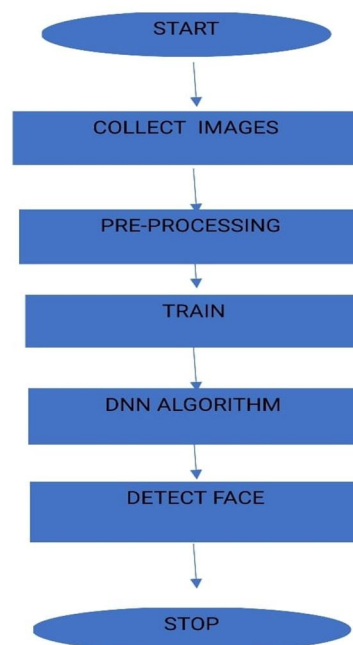 START
COLLECT IMAGES
PRE-PROCESSING
TRAIN
DNN ALGORITHM
DETECT FACE
STOP